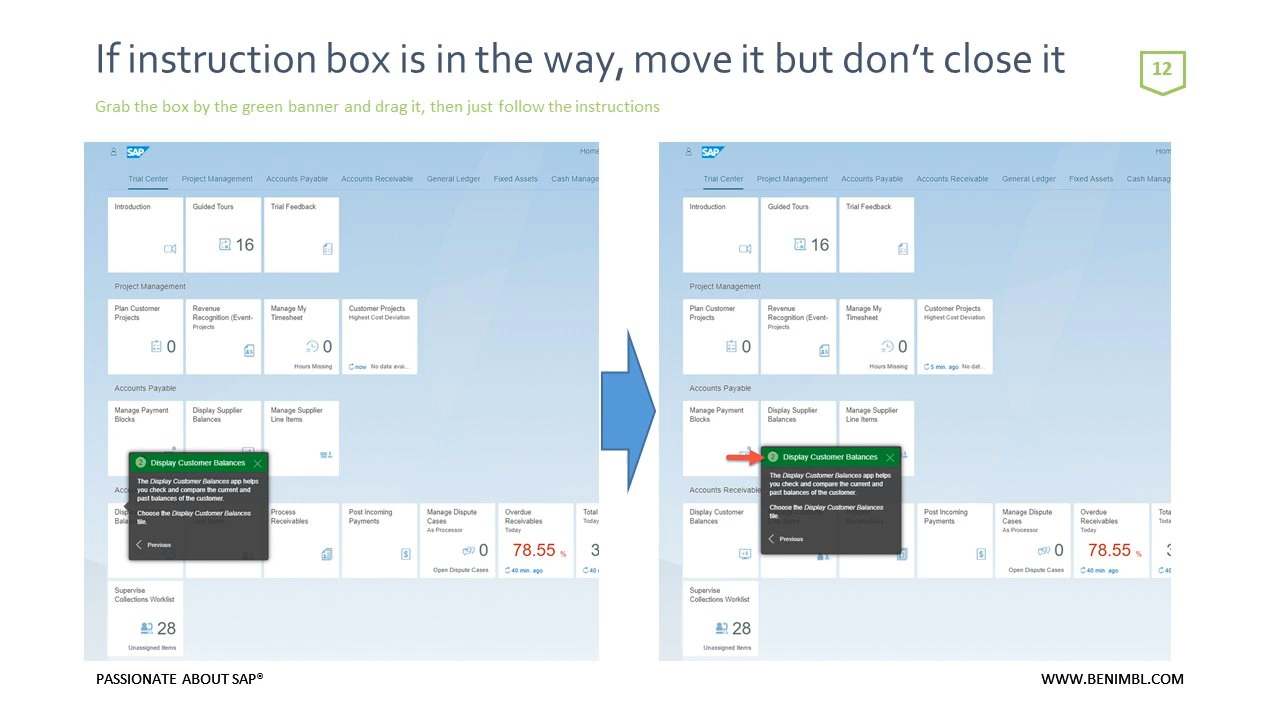 If instruction box is in the way, move it but don’t close it
12
Grab the box by the green banner and drag it, then just follow the instructions
SAP
Home
Trial Center Project Management Accounts Payable Accounts Receivable General Ledger Fixed Assets Cash Manage
Introduction Guided Tours Trial Feedback
16
Project Management
Plan Customer Revenue Manage My Customer Projects
Projects Recognition (Event- Timesheet Highest Cost Deviation
Projects
0 0
Hours Missing now No data avai...
Accounts Payable
Manage Payment Display Supplier Manage Supplier
Blocks Balances Line Items
2 Display Customer Balances
The Display Customer Balances app helps
you check and compare the current and
past balances of the customer.
Choose the Display Customer Balances
tile.
Previous
Process Post Incoming Manage Dispute Overdue Total
Receivables Payments Cases Receivables Today
As Processor Today
0 78.55 % 3
Open Dispute Cases 40 min. ago 40
Supervise
Collections Worklist
28
Unassigned Items
SAP
Hom
Trial Center Project Management Accounts Payable Accounts Receivable General Ledger Fixed Assets Cash Manag
Introduction Guided Tours Trial Feedback
16
Project Management
Plan Customer Revenue Manage My Customer Projects
Projects Recognition (Event- Timesheet Highest Cost Deviation
Projects
0 0
Hours Missing 5 min. ago No dat...
Accounts Payable
Manage Payment Display Supplier Manage Supplier
Blocks Balances Line Items
2 Display Customer Balances
The Display Customer Balances app helps
you check and compare the current and
past balances of the customer.
Choose the Display Customer Balances
tile.
Previous
Accounts Receivable
Display Customer Post Incoming Manage Dispute Overdue Tota
Balances Payments Cases Receivables Toda
As Processor Today
0 78.55 %
Open Dispute Cases 40 min. ago 40
Supervise
Collections Worklist
28
Unassigned Items
PASSIONATE ABOUT SAP®
WWW.BENIMBL.COM